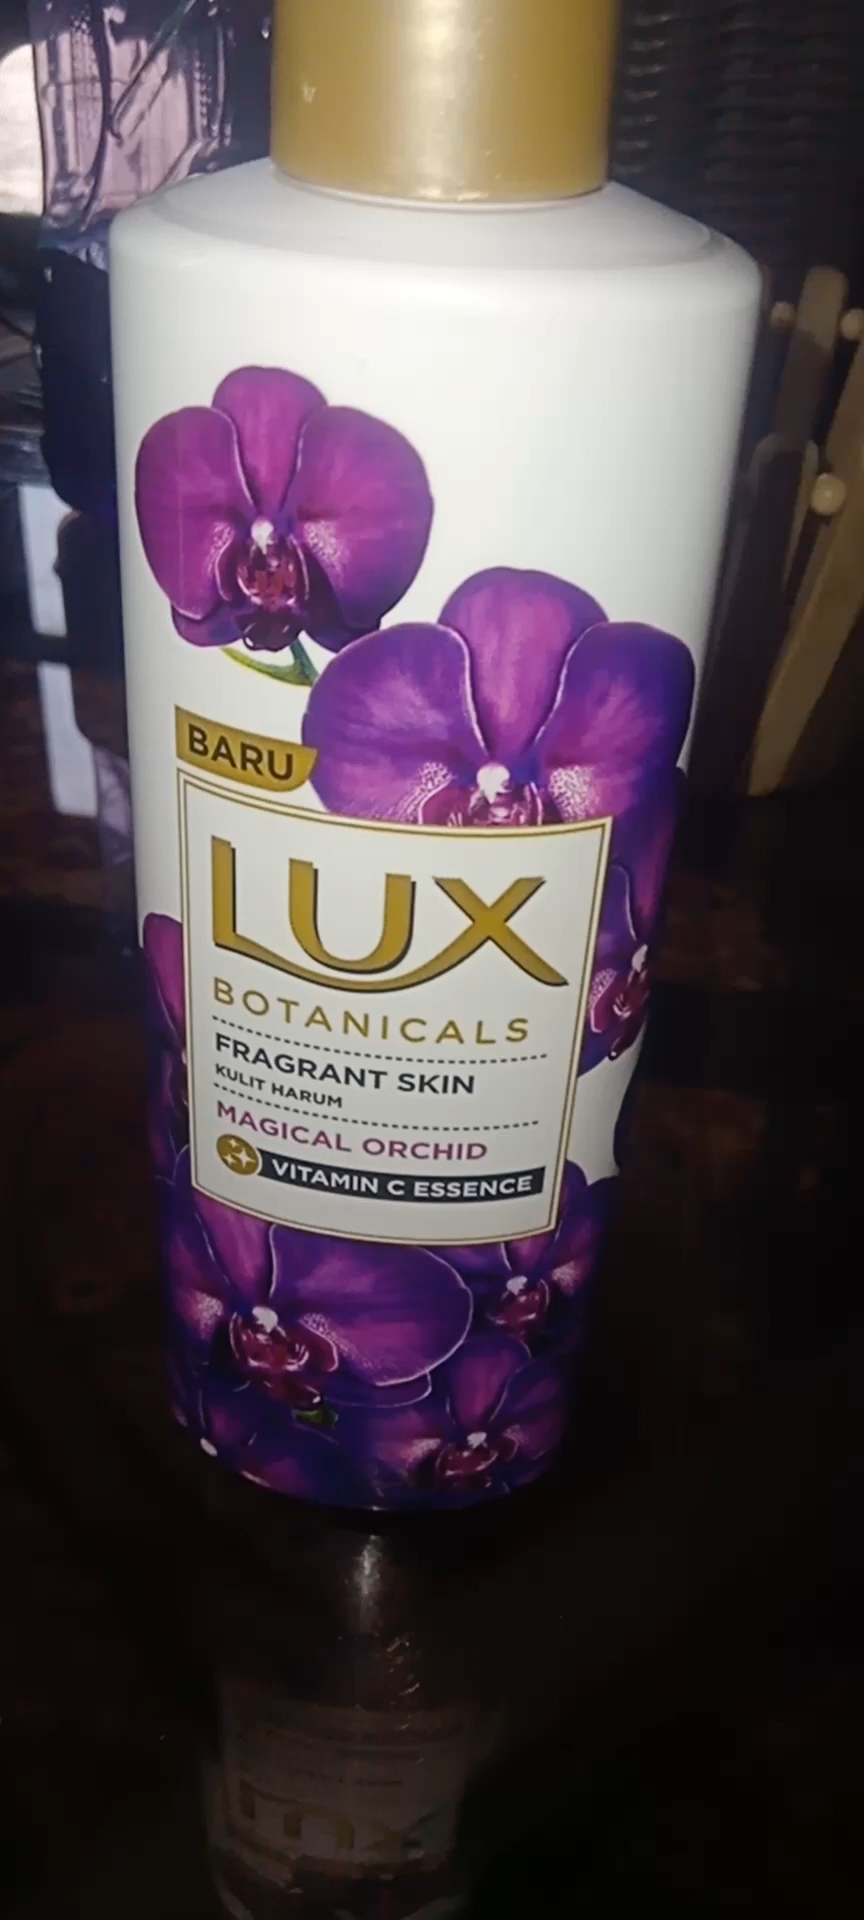 BARU
LUX
BOTANICALS
FRAGRANT SKIN
KULIT HARUM
MAGICAL ORCHID
VITAMIN C ESSENCE